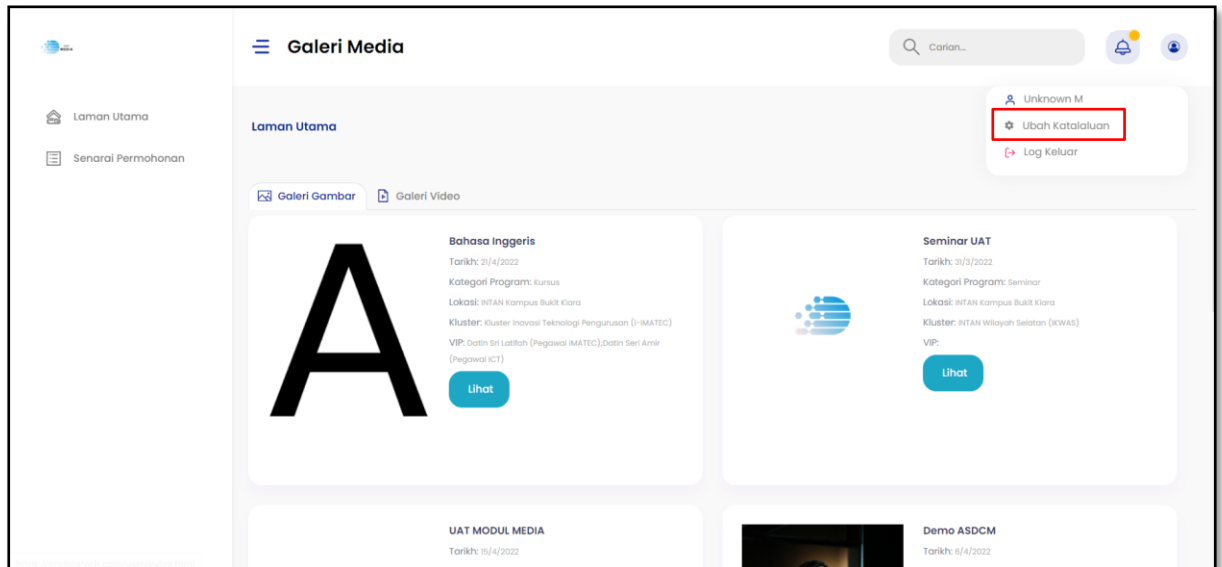 MEDIA
Galeri Media
Carian...
Unknown M
Ubah Katalaluan
Log Keluar
Laman Utama
Senarai Permohonan
Laman Utama
Galeri Gambar
Galeri Video
A
Bahasa Inggeris
Tarikh: 21/4/2022
Kategori Program: Kursus
Lokasi: INTAN Kampus Bukit Kiara
Kluster: Kluster Inovasi Teknologi Pengurusan (I-IMATEC)
VIP: Datin Sri Latifah (Pegawai IMATEC);Datin Seri Amir
(Pegawai ICT)
Lihat
Seminar UAT
Tarikh: 31/3/2022
Kategori Program: Seminar
Lokasi: INTAN Kampus Bukit Kiara
Kluster: INTAN Wilayah Selatan (IKWAS)
VIP:
Lihat
UAT MODUL MEDIA
Tarikh: 15/4/2022
Demo ASDCM
Tarikh: 6/4/2022